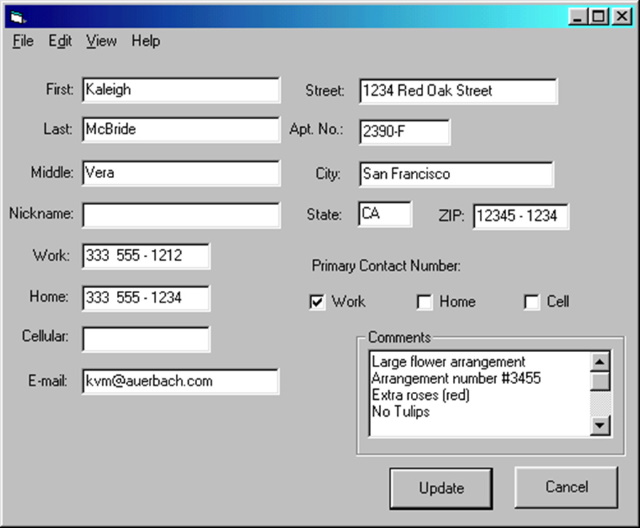 File Edit View Help
First: Kaleigh
Last: McBride
Middle: Vera
Nickname:
Work: 333 555 - 1212
Home: 333 555 - 1234
Cellular:
E-mail: kvm@auerbach.com
Street: 1234 Red Oak Street
Apt. No.: 2390-F
City: San Francisco
State: CA ZIP: 12345 - 1234
Primary Contact Number:
Work Home Cell
Comments
Large flower arrangement
Arrangement number #3455
Extra roses (red)
No Tulips
Update Cancel